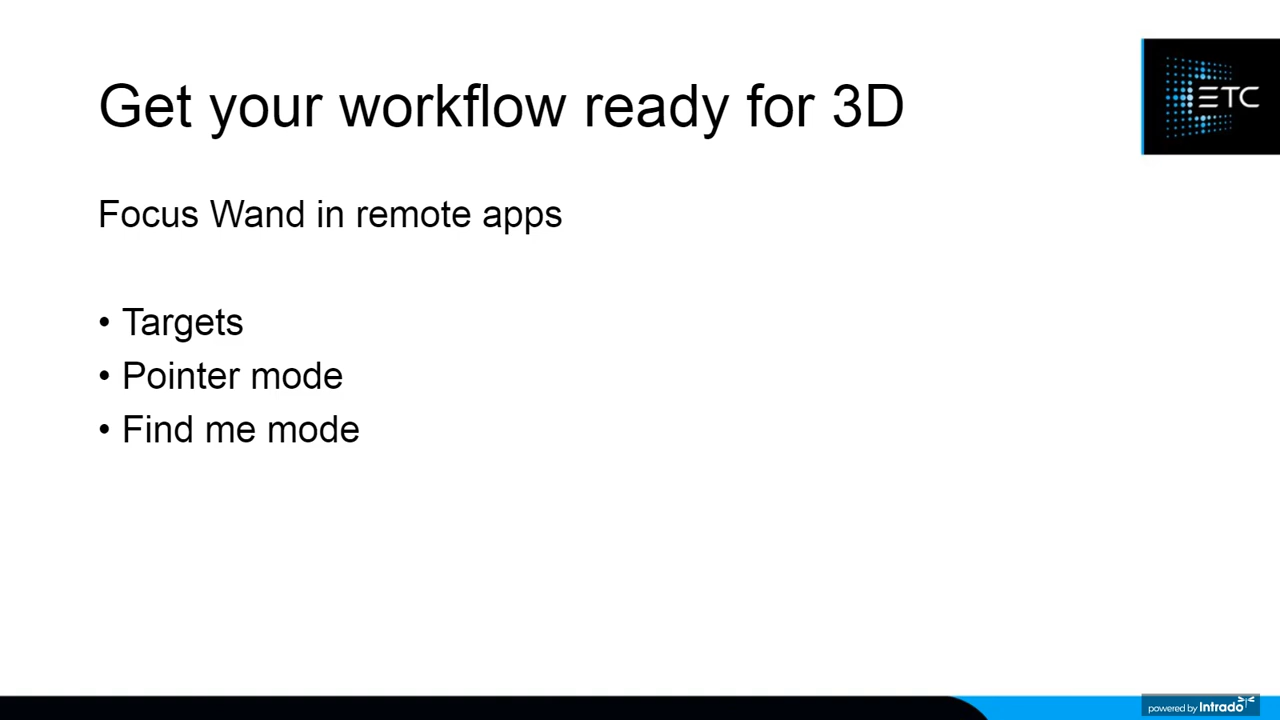 Get your workflow ready for 3D
ETC
Focus Wand in remote apps
• Targets
• Pointer mode
• Find me mode
powered by Intrado